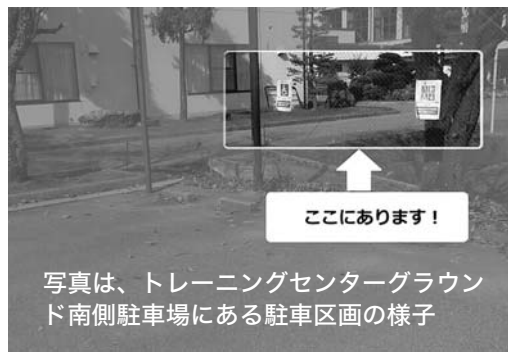 ここにあります！
写真は、トレーニングセンターグラウン
ド南側駐車場にある駐車区画の様子